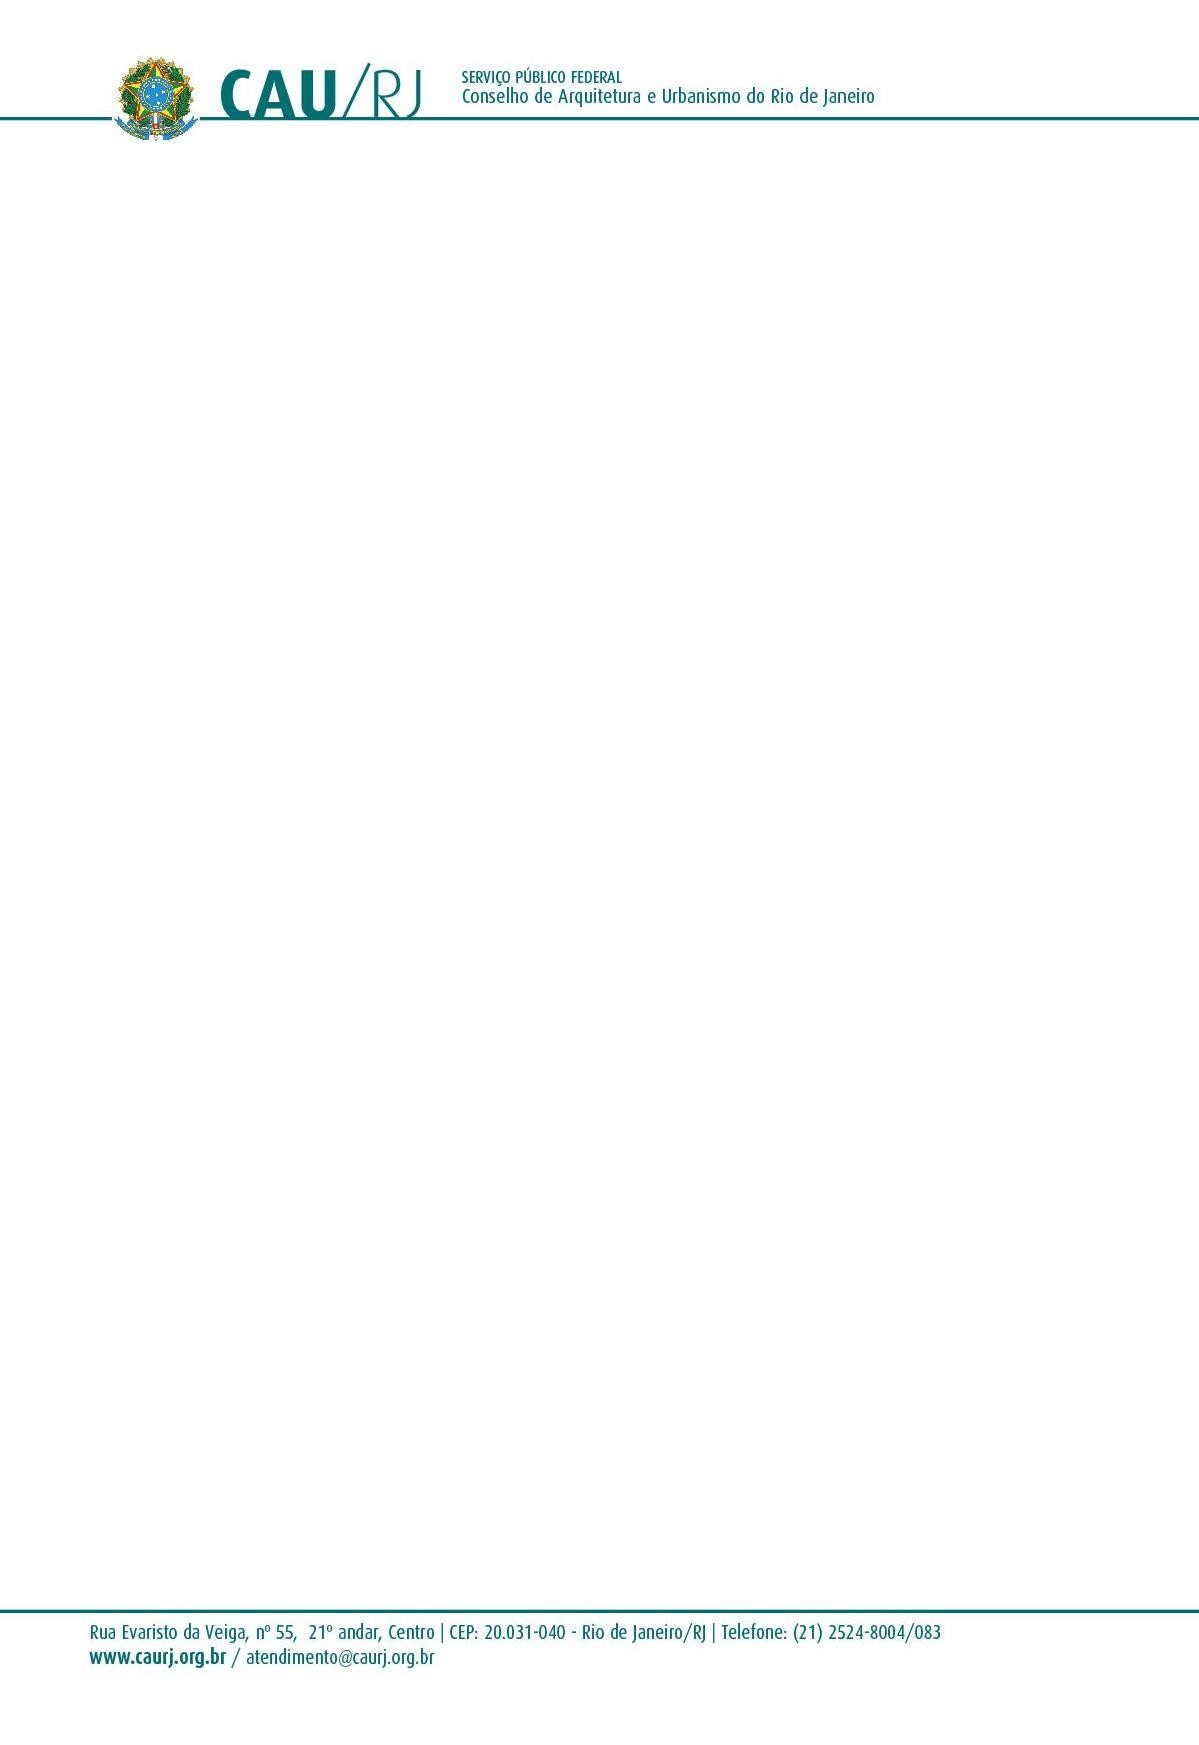 CAU/RJ
SERVIÇO PÚBLICO FEDERAL
Conselho de Arquitetura e Urbanismo do Rio de Janeiro
Rua Evaristo da Veiga, nº 55, 21º andar, Centro | CEP: 20.031-040 - Rio de Janeiro/RJ | Telefone: (21) 2524-8004/083
www.caurj.org.br / atendimento@caurj.org.br